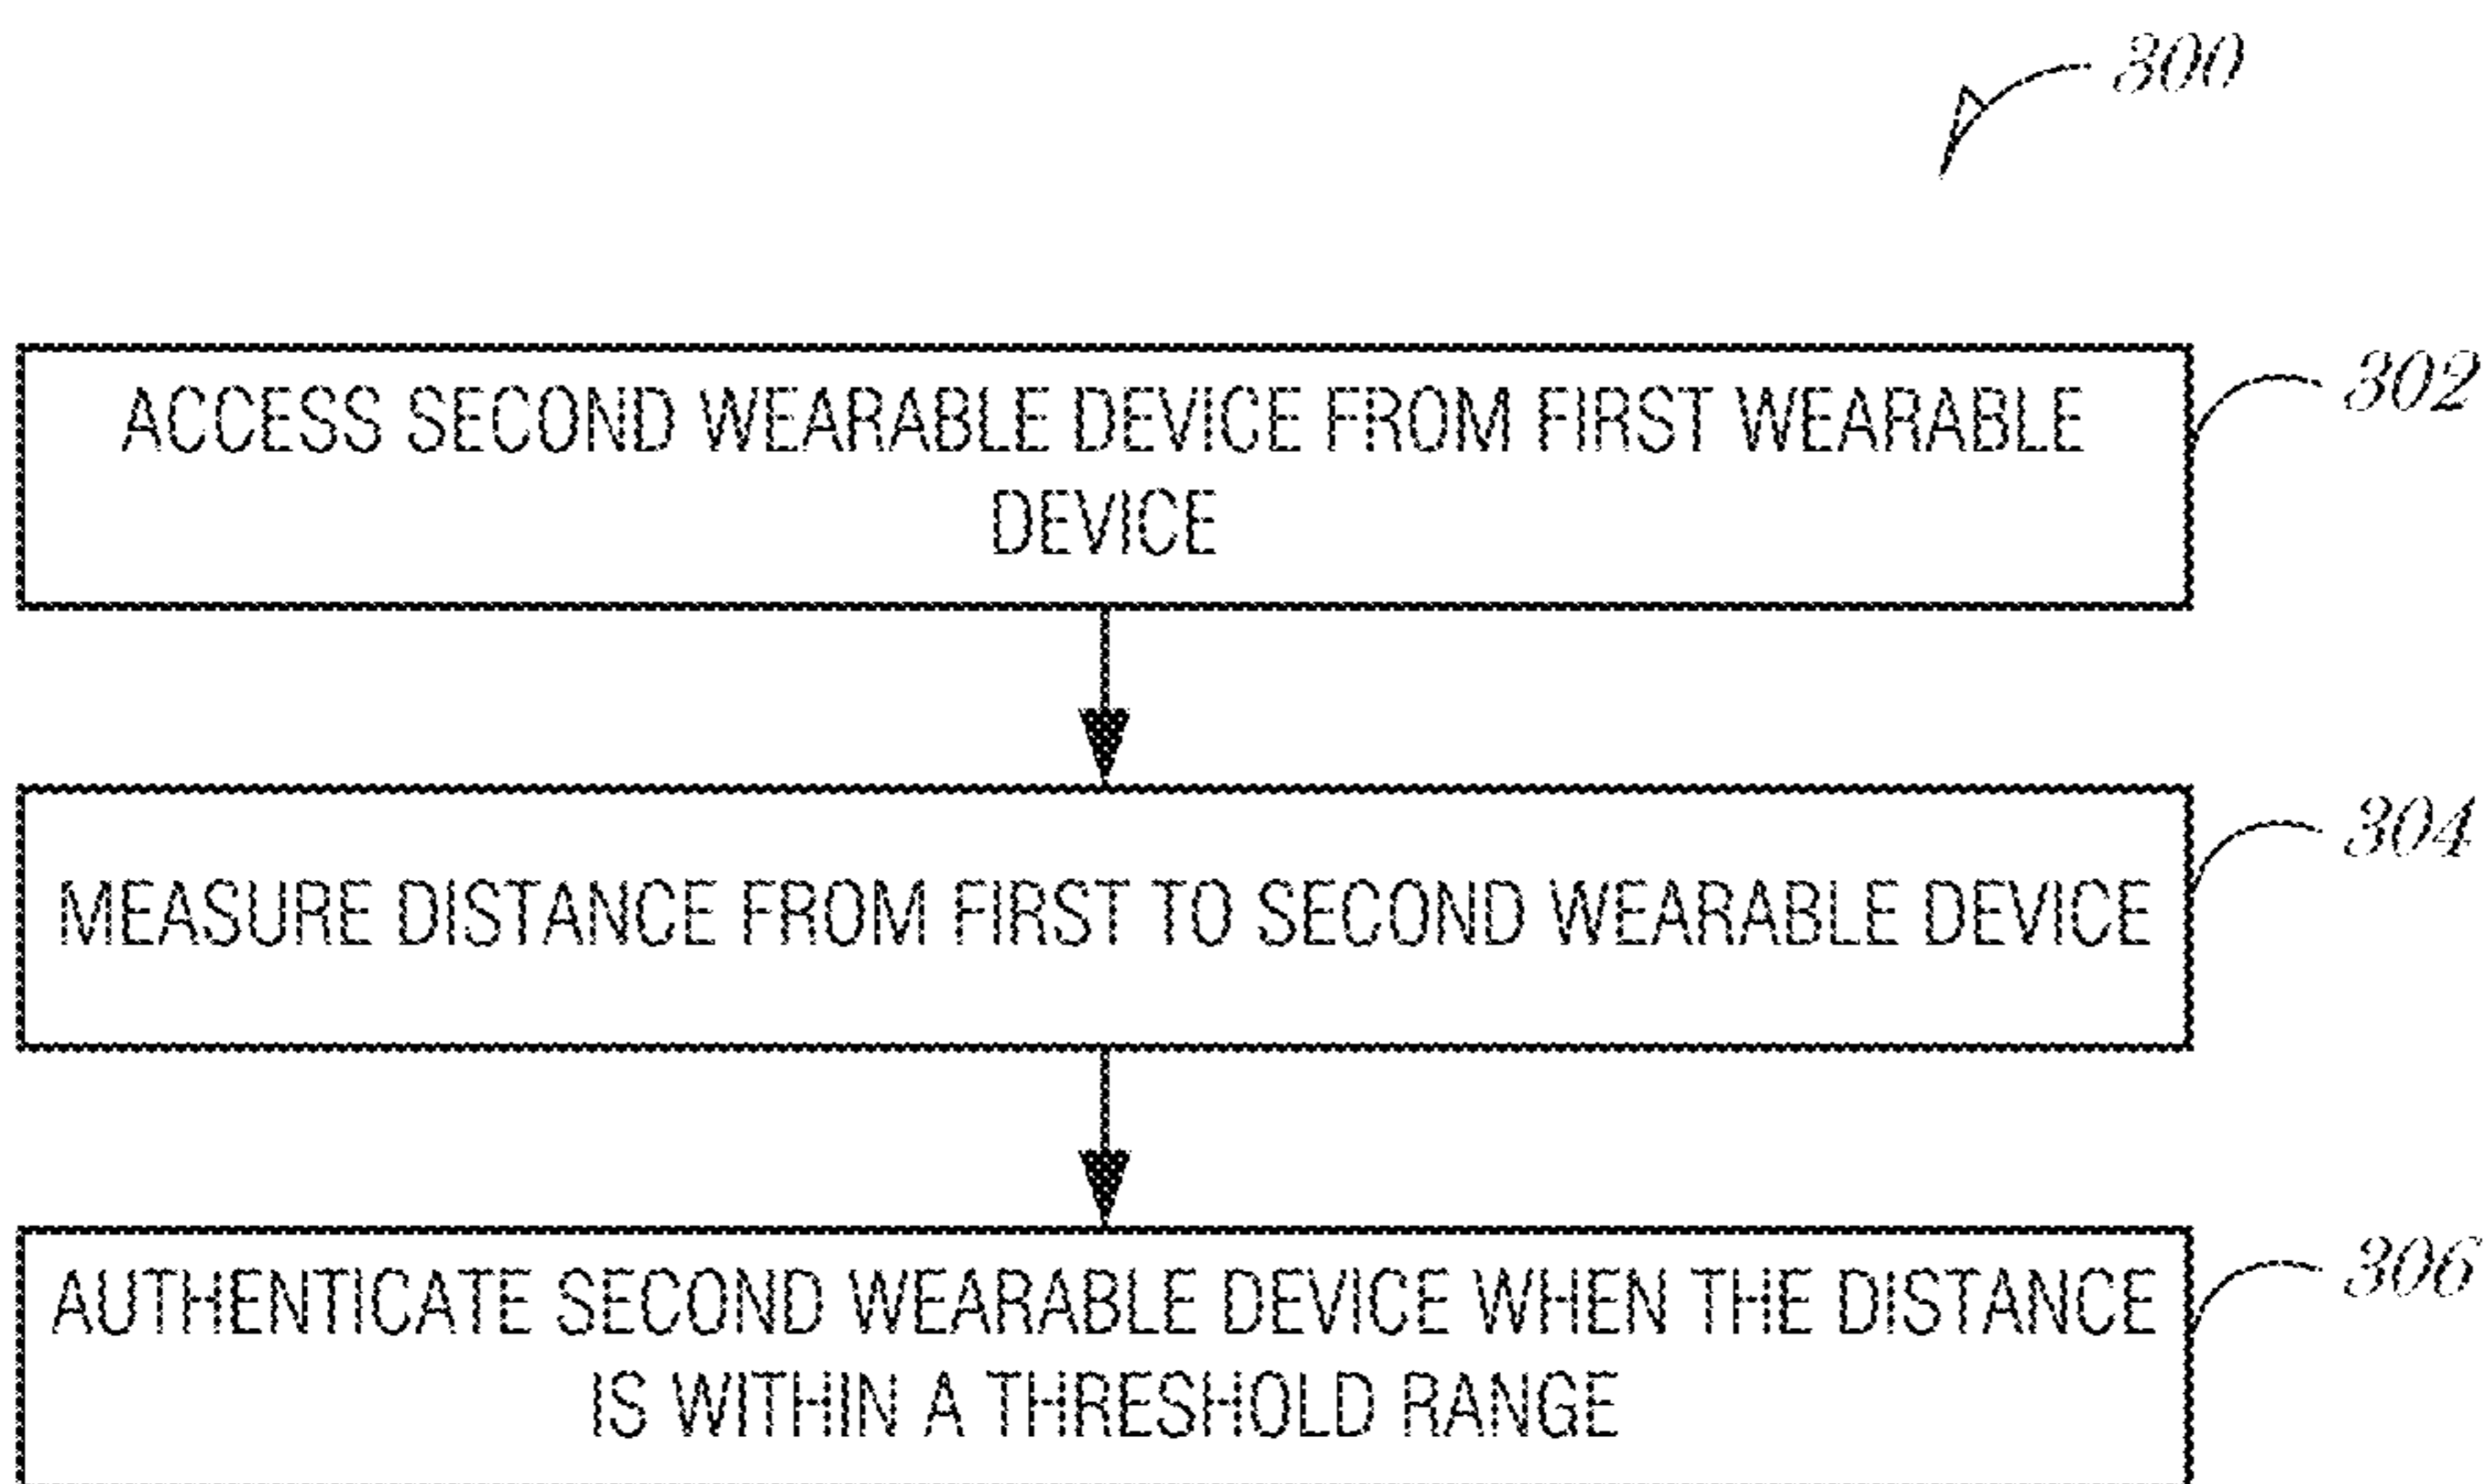 300
ACCESS SECOND WEARABLE DEVICE FROM FIRST WEARABLE
DEVICE
302
MEASURE DISTANCE FROM FIRST TO SECOND WEARABLE DEVICE
304
AUTHENTICATE SECOND WEARABLE DEVICE WHEN THE DISTANCE
IS WITHIN A THRESHOLD RANGE
306